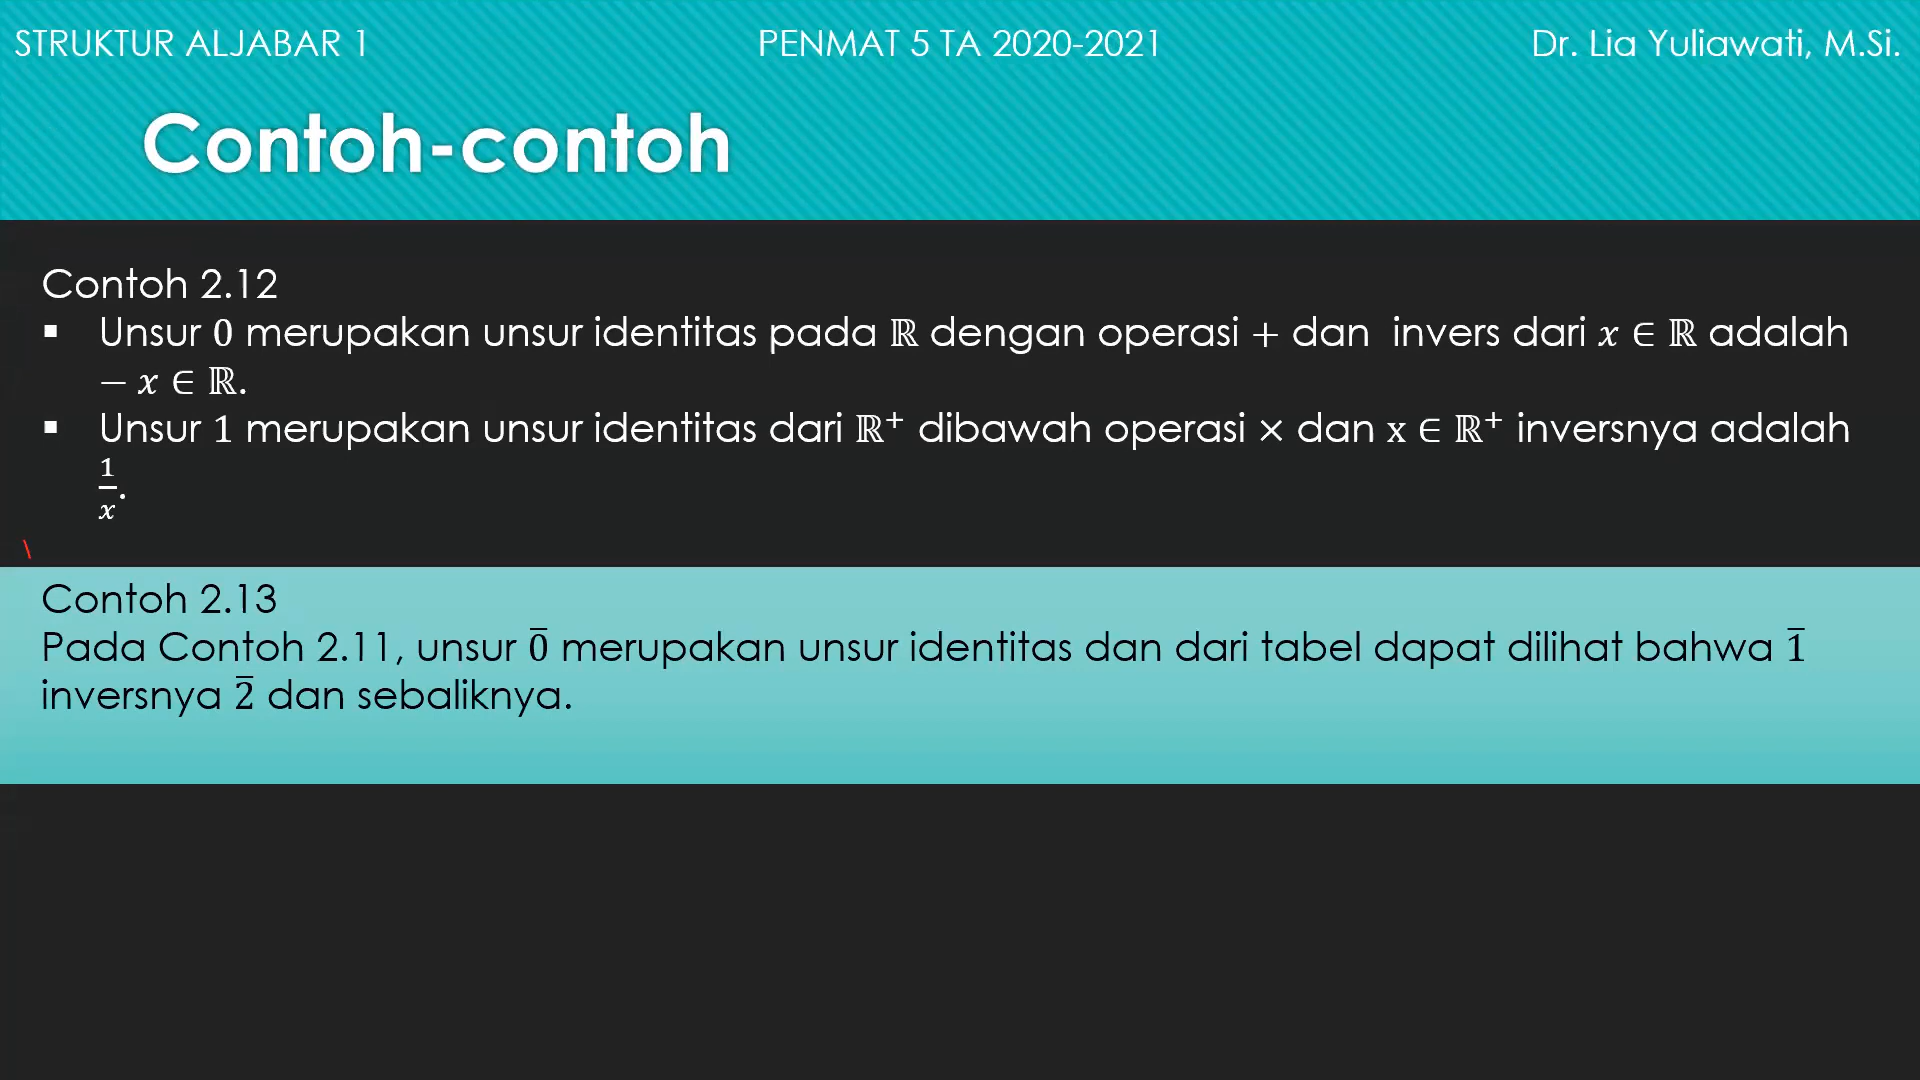 STRUKTUR ALJABAR 1 PENMAT 5 TA 2020-2021 Dr. Lia Yuliawati, M.Si.
Contoh-contoh
Contoh 2.12
▪ Unsur 0 merupakan unsur identitas pada ℝ dengan operasi + dan invers dari 𝑥 ∈ ℝ adalah
− 𝑥 ∈ ℝ.
▪ Unsur 1 merupakan unsur identitas dari ℝ⁺ dibawah operasi × dan x ∈ ℝ⁺ inversnya adalah
1/𝑥.
\
Contoh 2.13
Pada Contoh 2.11, unsur 0̅ merupakan unsur identitas dan dari tabel dapat dilihat bahwa 1̅
inversnya 2̅ dan sebaliknya.